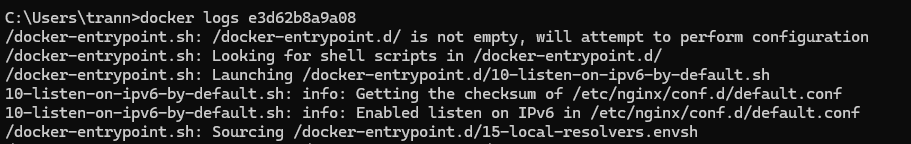 C:\Users\trann>docker logs e3d62b8a9a08
/docker-entrypoint.sh: /docker-entrypoint.d/ is not empty, will attempt to perform configuration
/docker-entrypoint.sh: Looking for shell scripts in /docker-entrypoint.d/
/docker-entrypoint.sh: Launching /docker-entrypoint.d/10-listen-on-ipv6-by-default.sh
10-listen-on-ipv6-by-default.sh: info: Getting the checksum of /etc/nginx/conf.d/default.conf
10-listen-on-ipv6-by-default.sh: info: Enabled listen on IPv6 in /etc/nginx/conf.d/default.conf
/docker-entrypoint.sh: Sourcing /docker-entrypoint.d/15-local-resolvers.envsh